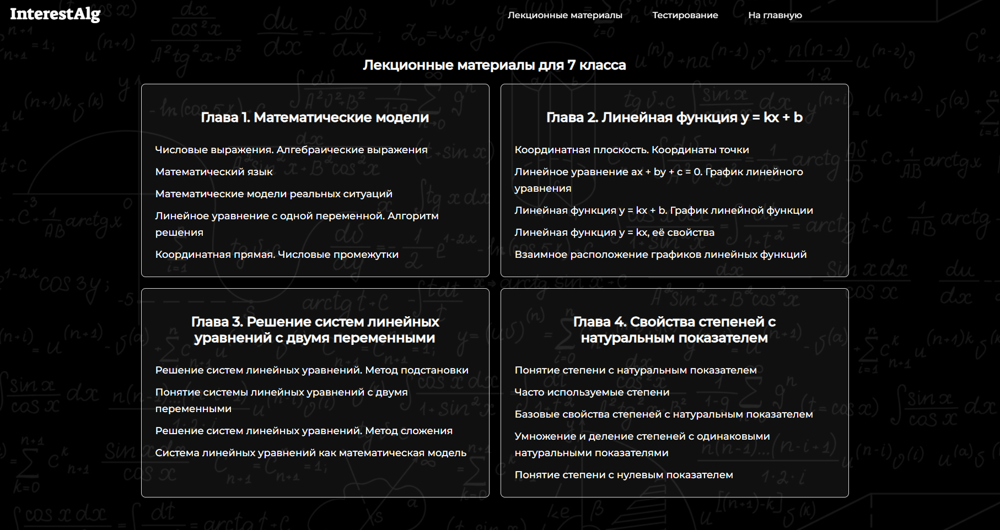 InterestAlg
Лекционные материалы
Тестирование
На главную
Лекционные материалы для 7 класса
Глава 1. Математические модели
Числовые выражения. Алгебраические выражения
Математический язык
Математические модели реальных ситуаций
Линейное уравнение с одной переменной. Алгоритм
решения
Координатная прямая. Числовые промежутки
Глава 2. Линейная функция y = kx + b
Координатная плоскость. Координаты точки
Линейное уравнение ax + by + c = 0. График линейного
уравнения
Линейная функция y = kx + b. График линейной функции
Линейная функция y = kx, её свойства
Взаимное расположение графиков линейных функций
Глава 3. Решение систем линейных
уравнений с двумя переменными
Решение систем линейных уравнений. Метод подстановки
Понятие системы линейных уравнений с двумя
переменными
Решение систем линейных уравнений. Метод сложения
Система линейных уравнений как математическая модель
Глава 4. Свойства степеней с
натуральным показателем
Понятие степени с натуральным показателем
Часто используемые степени
Базовые свойства степеней с натуральным показателем
Умножение и деление степеней с одинаковыми
натуральными показателями
Понятие степени с нулевым показателем